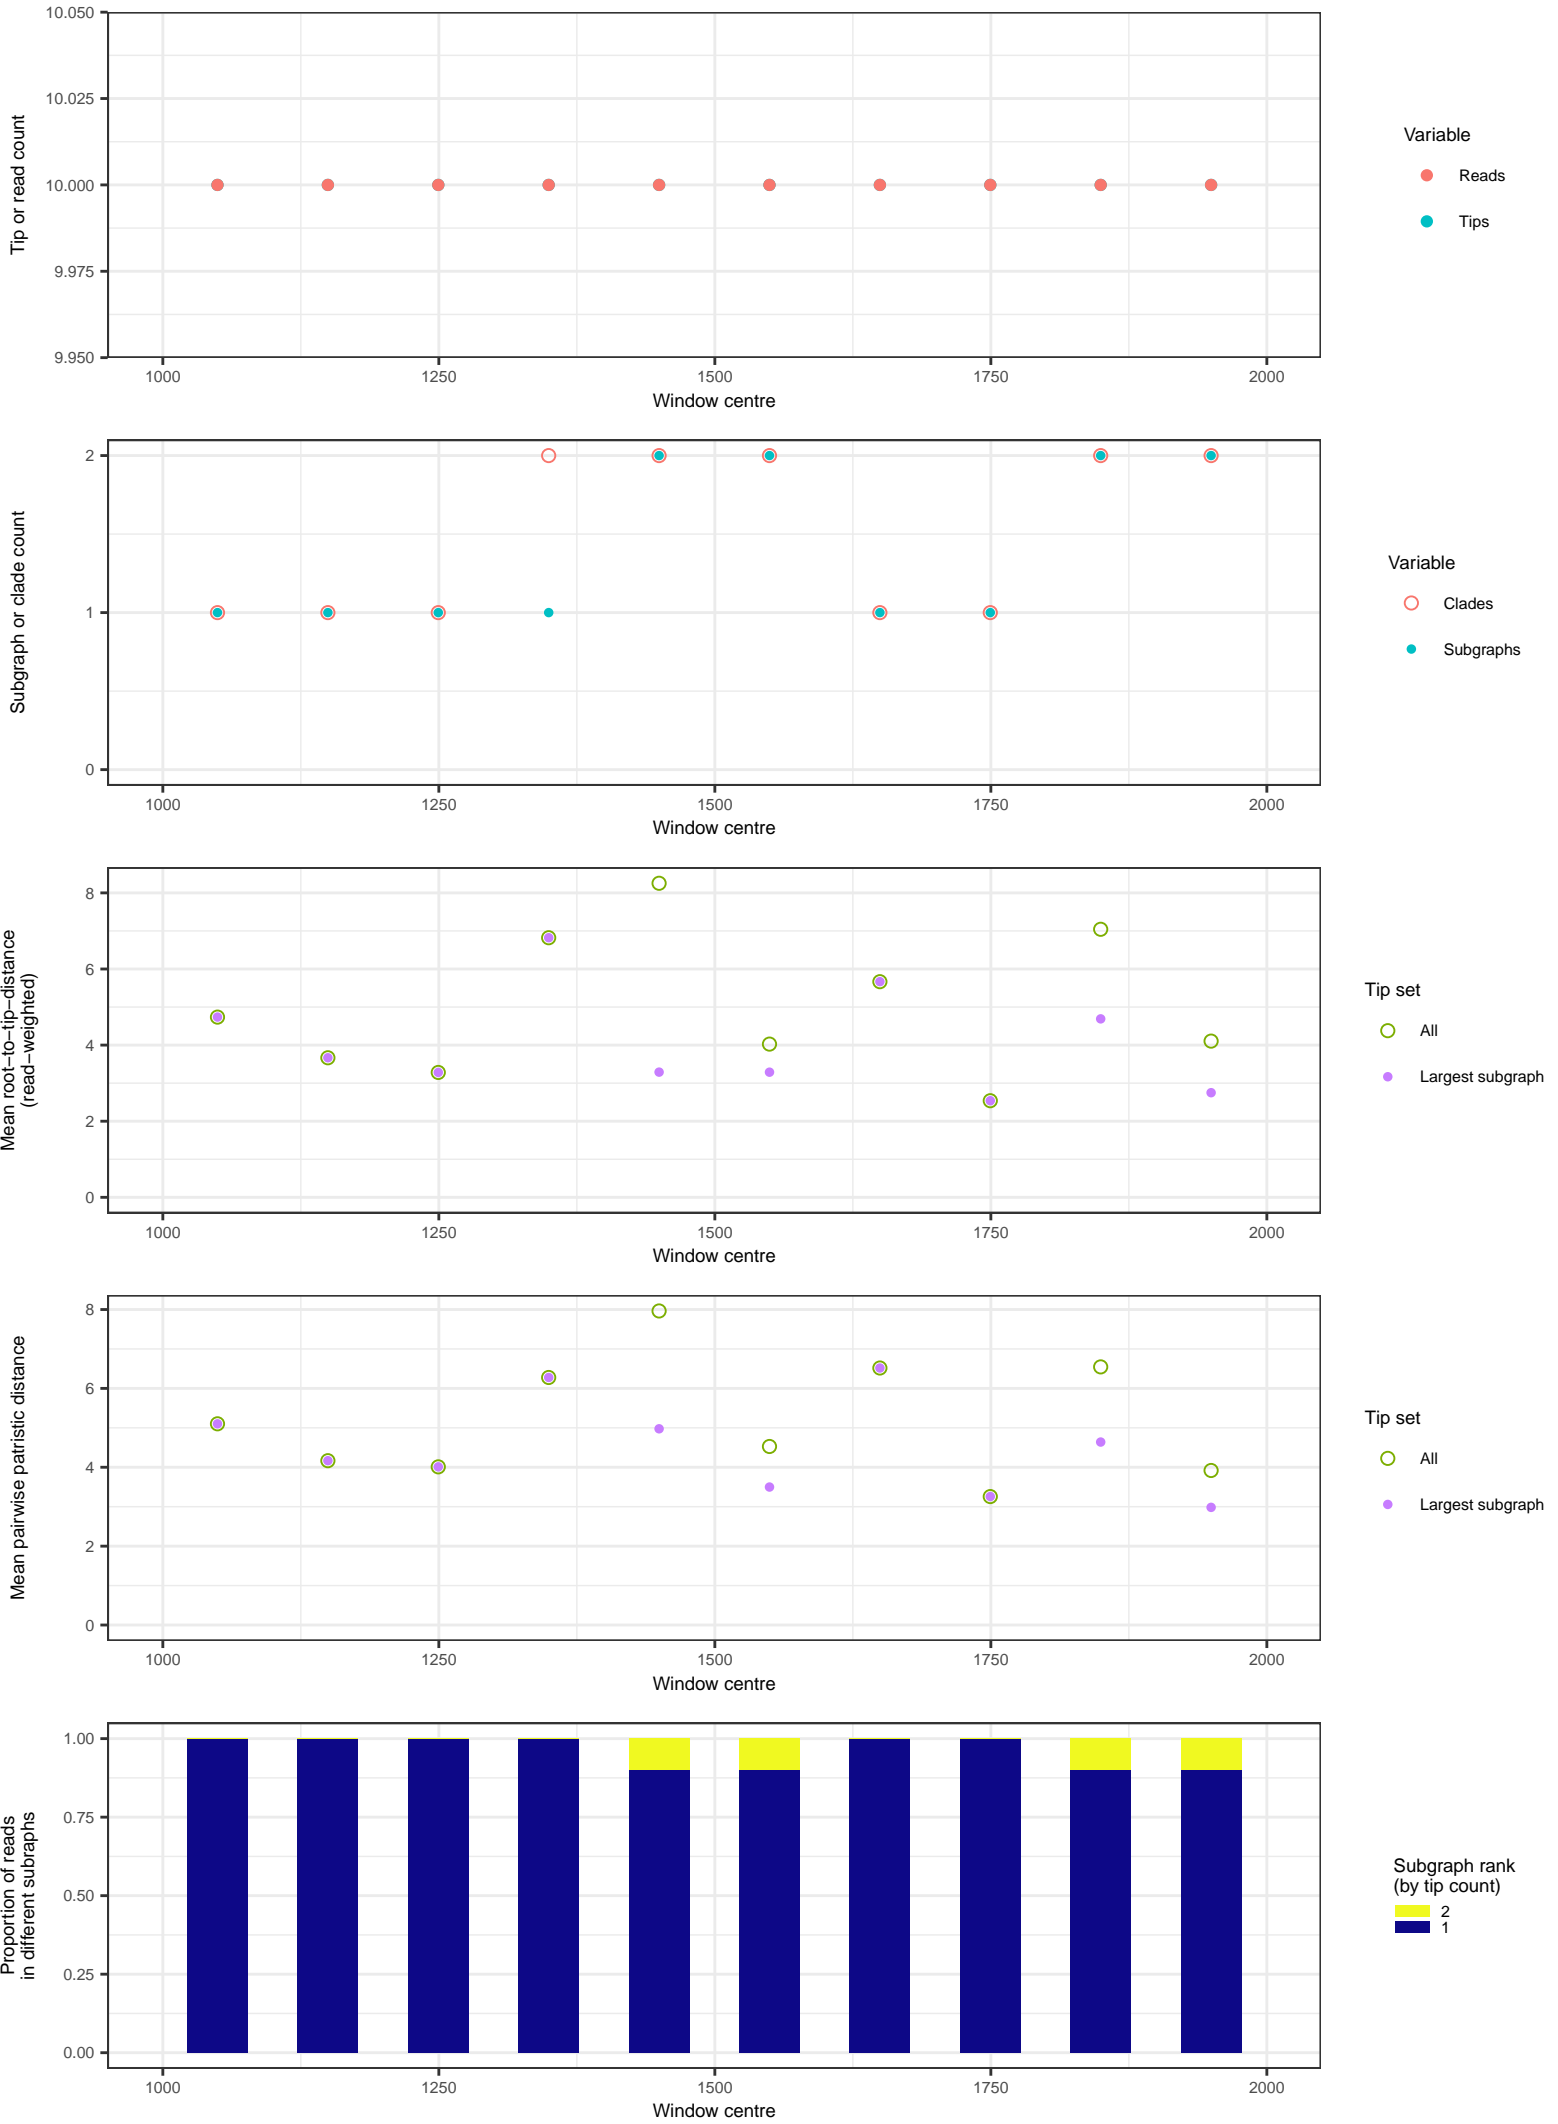 10.050
10.025
10.000
9.975
9.950
Tip or read count
1000 1250 1500 1750 2000
Window centre
Variable
Reads
Tips
2
1
0
Subgraph or clade count
1000 1250 1500 1750 2000
Window centre
Variable
Clades
Subgraphs
8
6
4
2
0
Mean root−to−tip−distance
(read−weighted)
1000 1250 1500 1750 2000
Window centre
Tip set
All
Largest subgraph
8
6
4
2
0
Mean pairwise patristic distance
1000 1250 1500 1750 2000
Window centre
Tip set
All
Largest subgraph
1.00
0.75
0.50
0.25
0.00
Proportion of reads
in different subraphs
1000 1250 1500 1750 2000
Window centre
Subgraph rank
(by tip count)
2
1